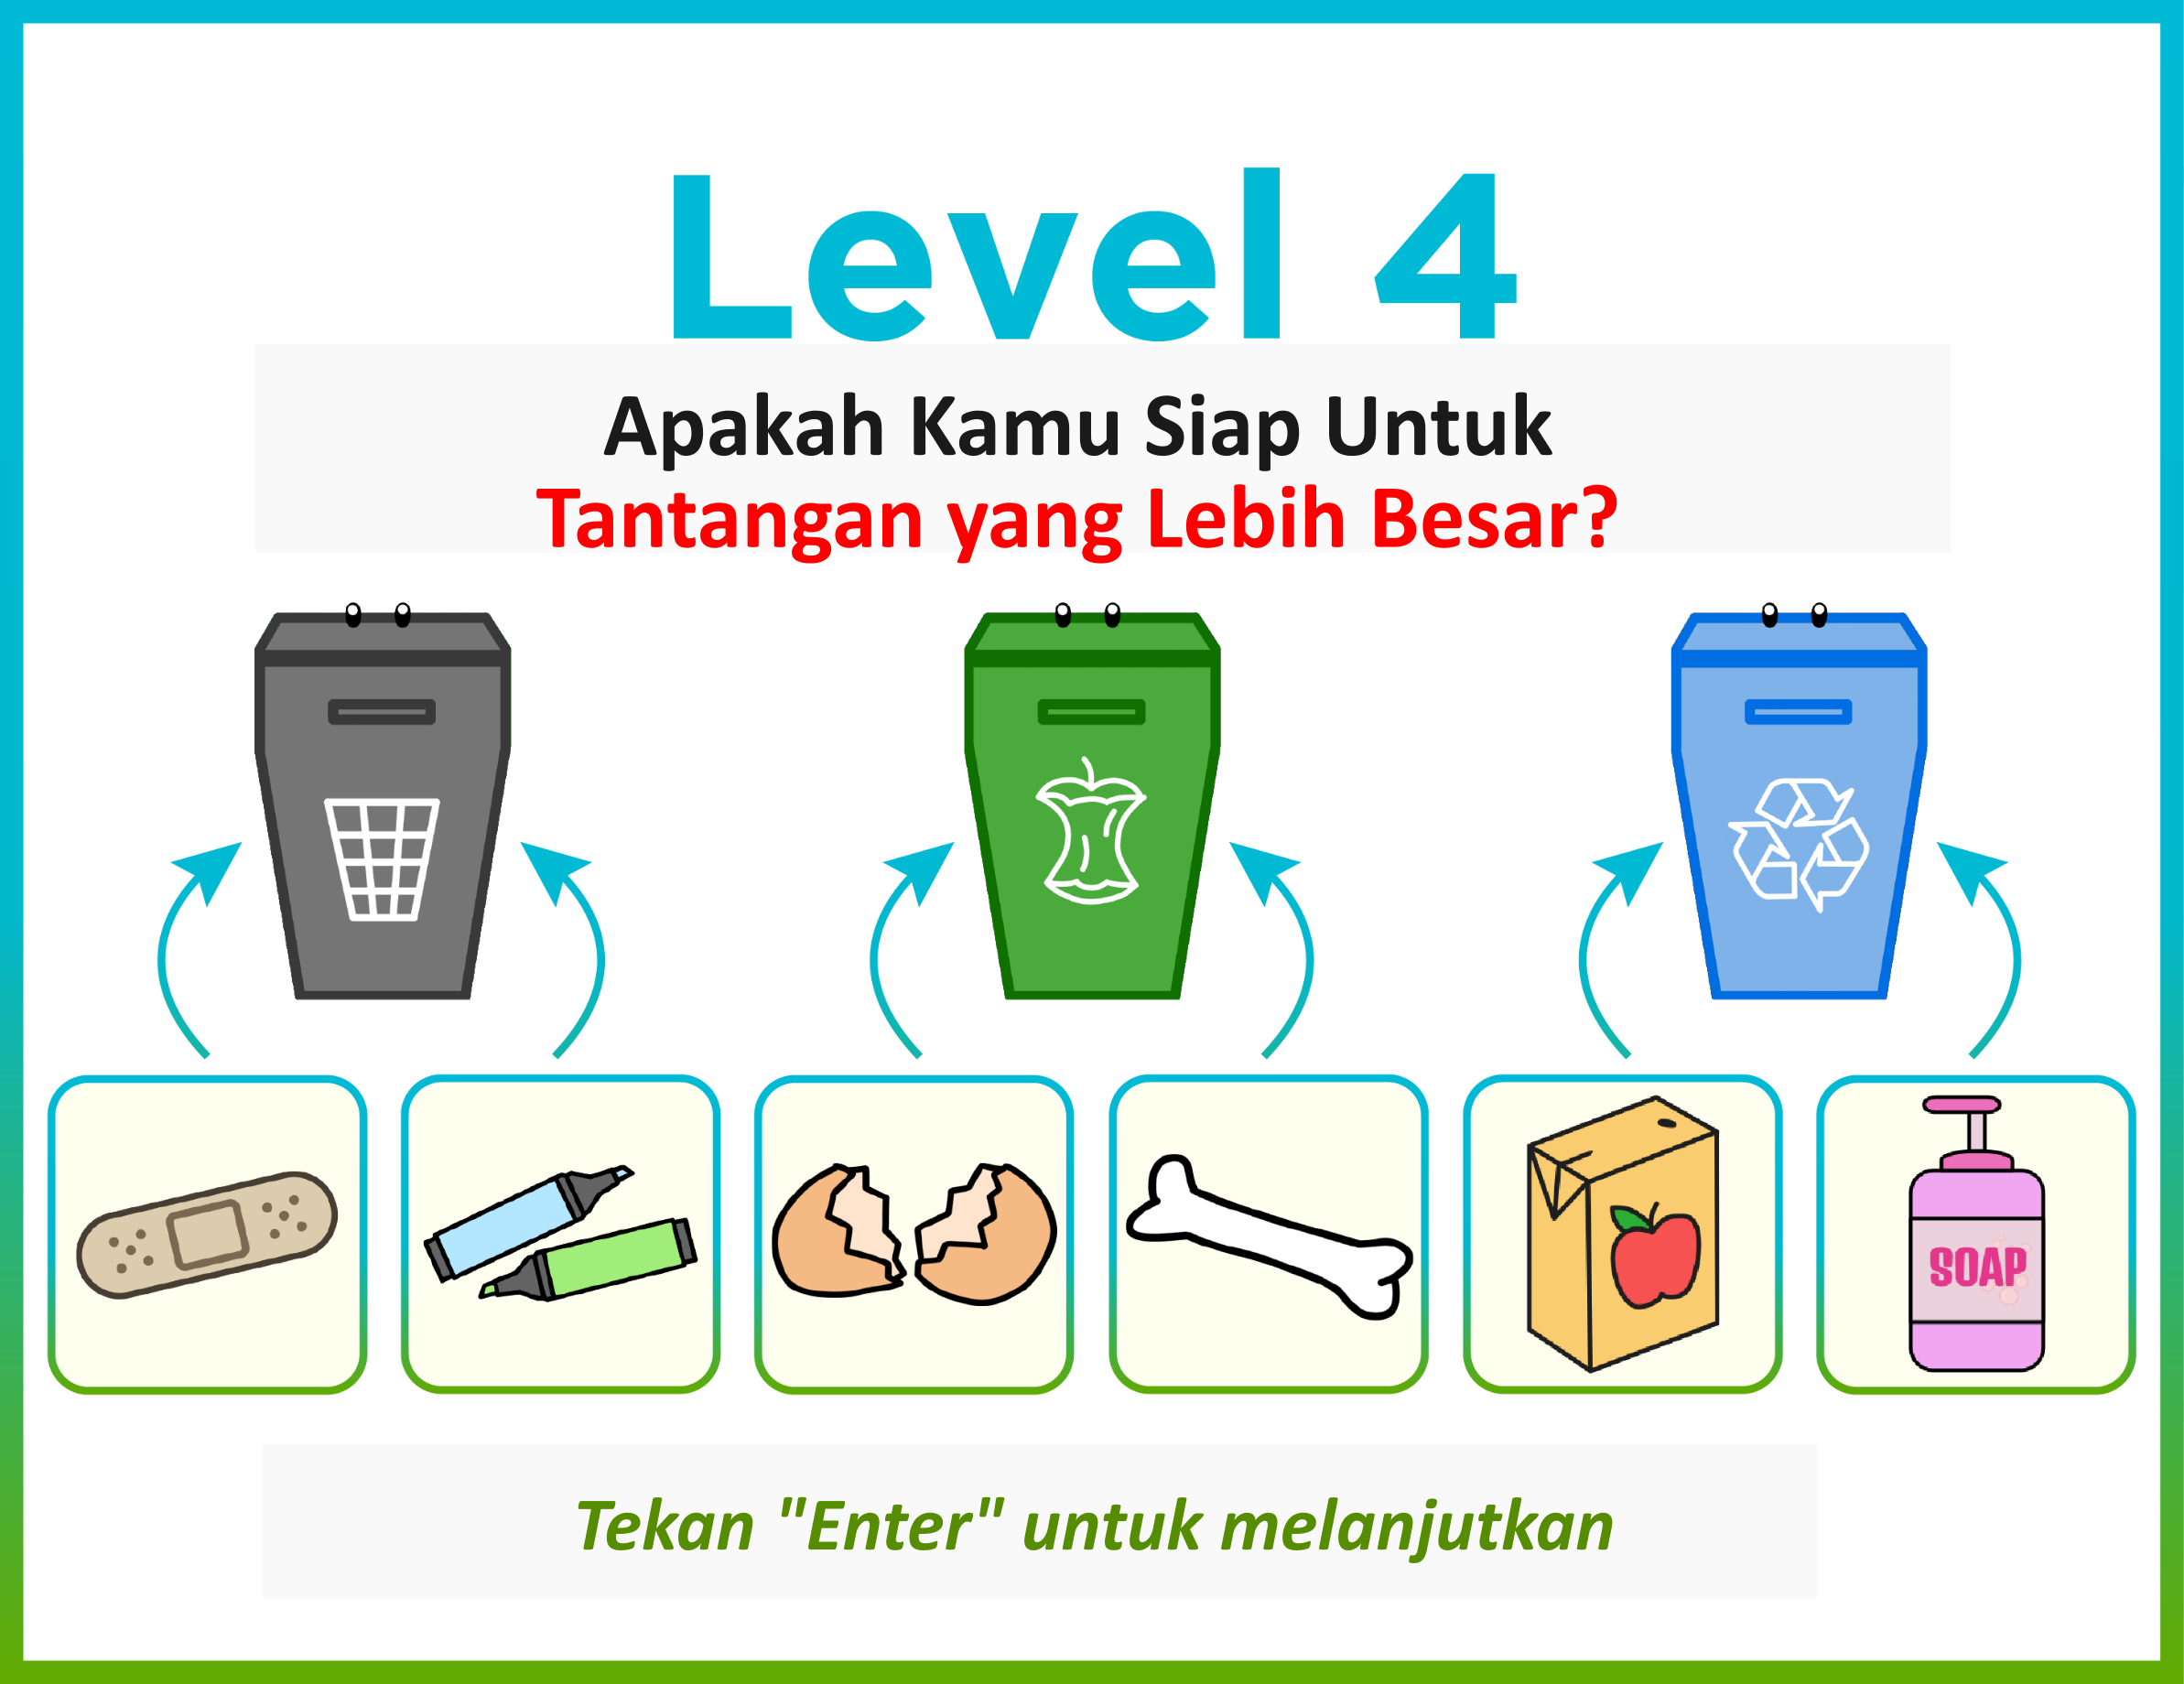 Level 4
Apakah Kamu Siap Untuk
Tantangan yang Lebih Besar?
SOAP
Tekan "Enter" untuk melanjutkan